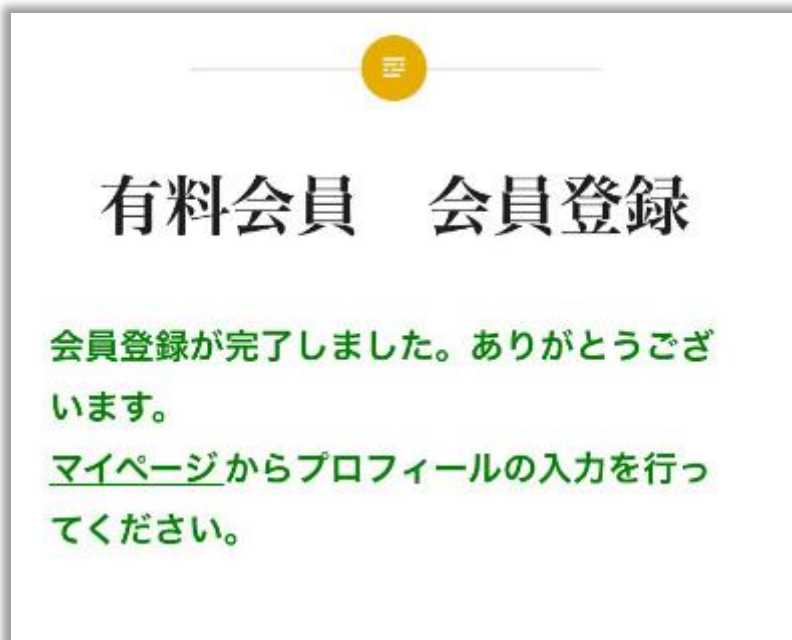 有料会員　会員登録
会員登録が完了しました。ありがとうござ
います。
マイページ からプロフィールの入力を行っ
てください。